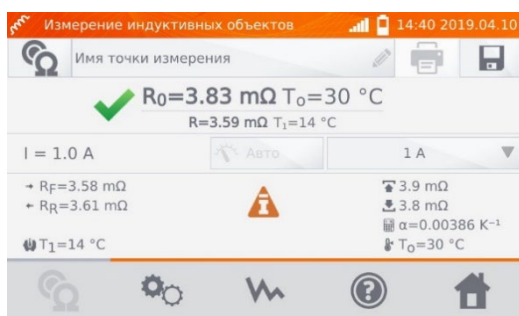 Измерение индуктивных объектов 14:40 2019.04.10
Имя точки измерения
R0=3.83 mΩ To=30 °C
R=3.59 mΩ T1=14 °C
I = 1.0 A Авто 1 A
RF=3.58 mΩ 3.9 mΩ
RR=3.61 mΩ 3.8 mΩ
α=0.00386 K⁻¹
T1=14 °C To=30 °C